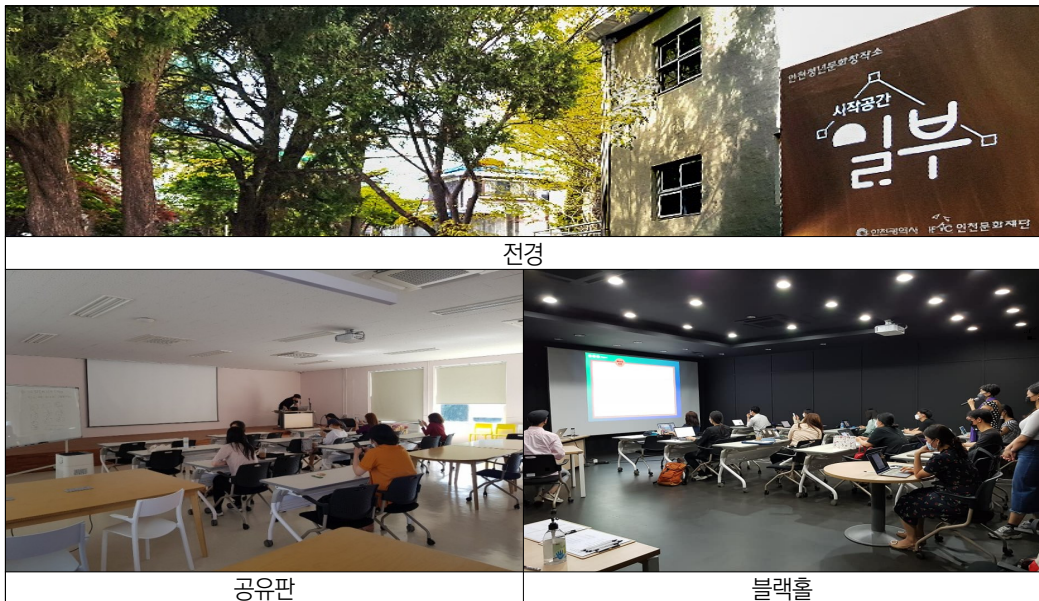 인천청년문화창작소
시작공간
일부
인천광역시 IFAC 인천문화재단
전경
공유판 블랙홀